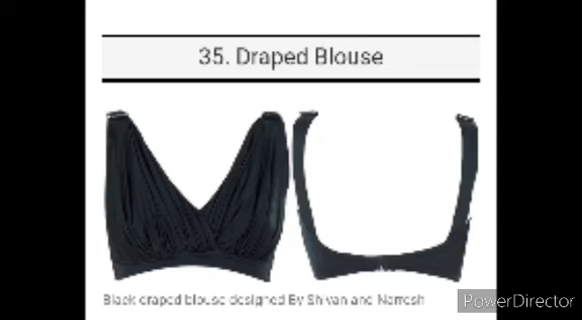 35. Draped Blouse
Black draped blouse designed By Shivan and Narresh
PowerDirector